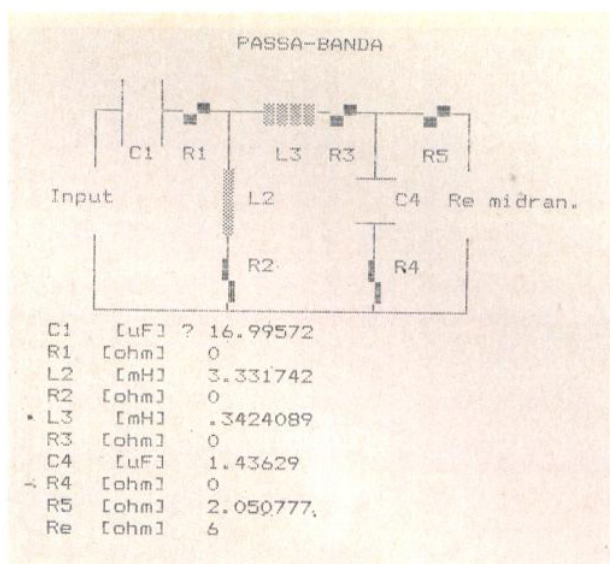 PASSA-BANDA
C1 R1 L3 R3 R5
Input L2 C4 Re midran.
R2 R4
C1 [uF] ? 16.99572
R1 [ohm] 0
L2 [mH] 3.331742
R2 [ohm] 0
L3 [mH] .3424089
R3 [ohm] 0
C4 [uF] 1.43629
R4 [ohm] 0
R5 [ohm] 2.050777
Re [ohm] 6